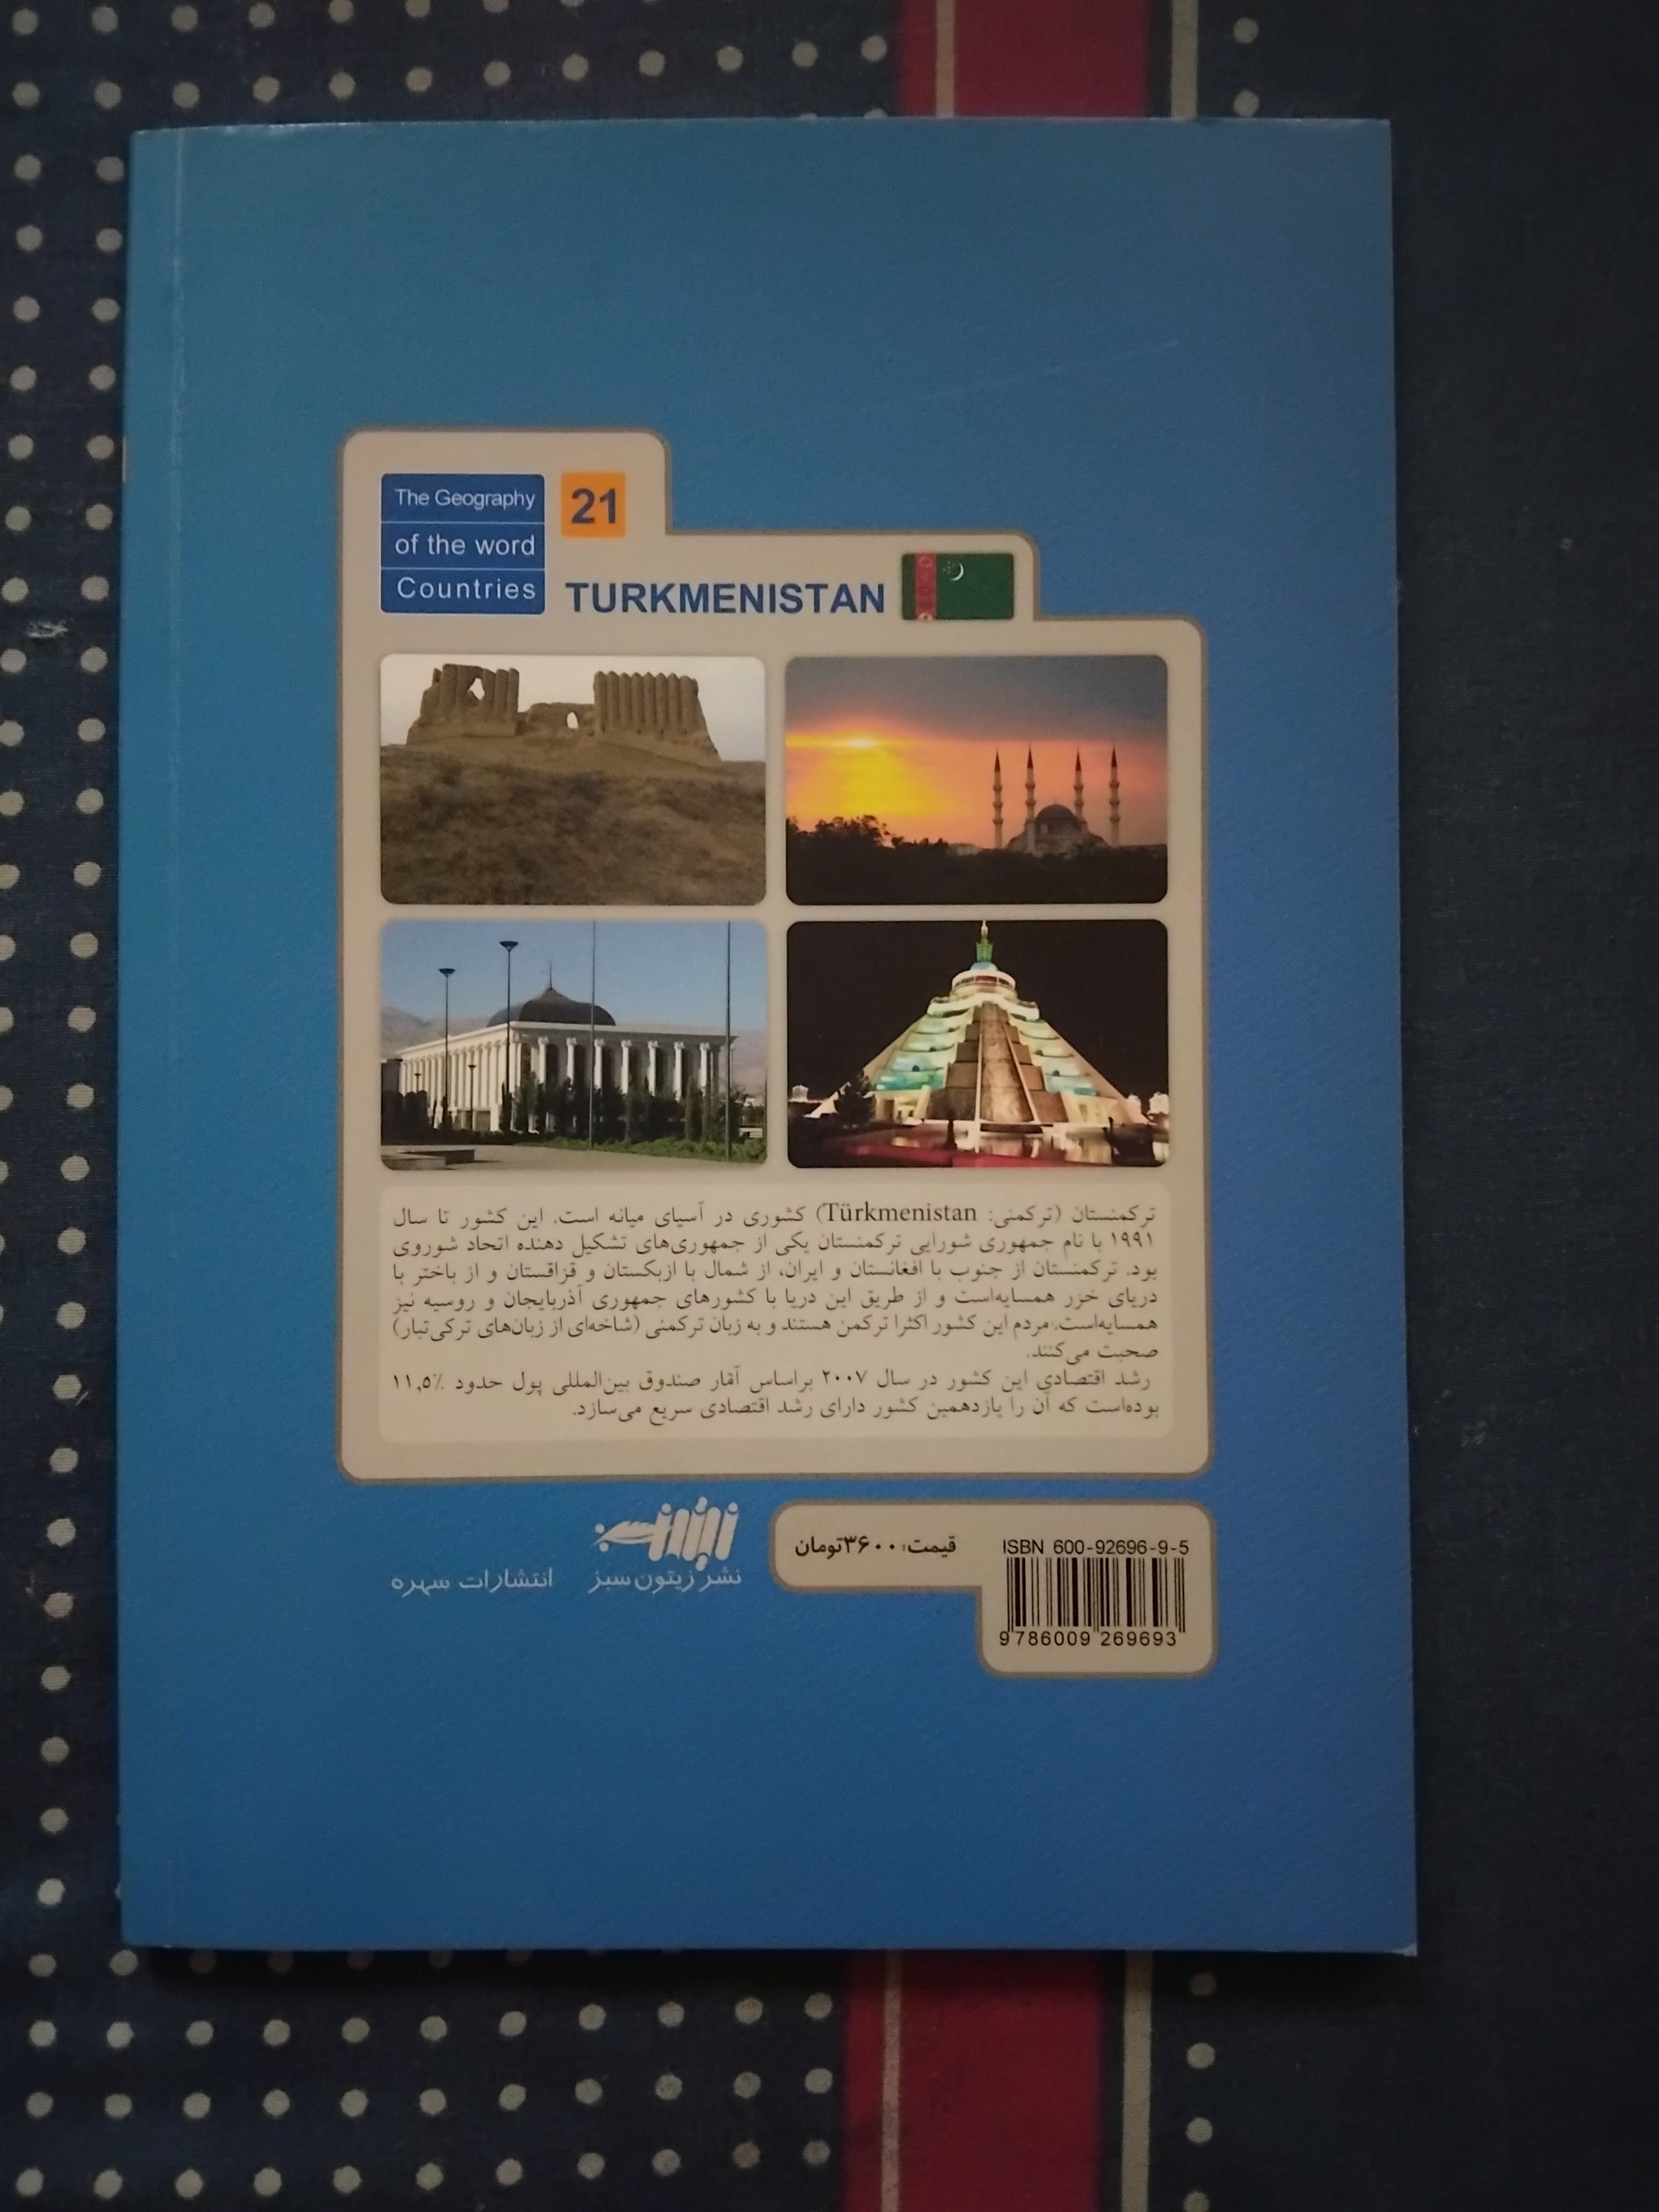 The Geography
of the word
Countries
21
TURKMENISTAN
ترکمنستان (ترکمنی: Türkmenistan) کشوری در آسیای میانه است. این کشور تا سال
۱۹۹۱ با نام جمهوری شورایی ترکمنستان یکی از جمهوری‌های تشکیل دهنده اتحاد شوروی
بود. ترکمنستان از جنوب با افغانستان و ایران، از شمال با ازبکستان و قزاقستان و از باختر با
دریای خزر همسایه‌است و از طریق این دریا با کشورهای جمهوری آذربایجان و روسیه نیز
همسایه‌است. مردم این کشور اکثرا ترکمن هستند و به زبان ترکمنی (شاخه‌ای از زبان‌های ترکی‌تبار)
صحبت می‌کنند.
رشد اقتصادی این کشور در سال ۲۰۰۷ براساس آمار صندوق بین‌المللی پول حدود ۱۱,۵٪
بوده‌است که آن را یازدهمین کشور دارای رشد اقتصادی سریع می‌سازد.
نشر زیتون سبز
انتشارات سهره
قیمت: ۳۶۰۰تومان
ISBN 600-92696-9-5
9 786009 269693